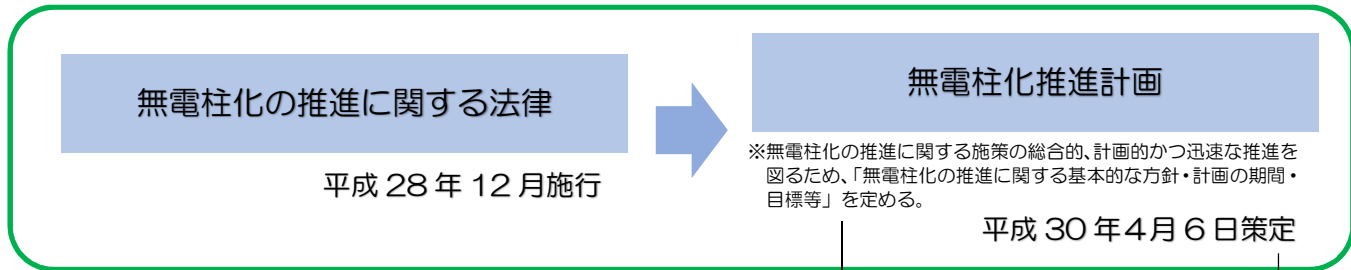 無電柱化の推進に関する法律
平成 28 年 12 月施行
無電柱化推進計画
※無電柱化の推進に関する施策の総合的、計画的かつ迅速な推進を
図るため、「無電柱化の推進に関する基本的な方針・計画の期間・
目標等」を定める。
平成 30 年4月 6 日策定